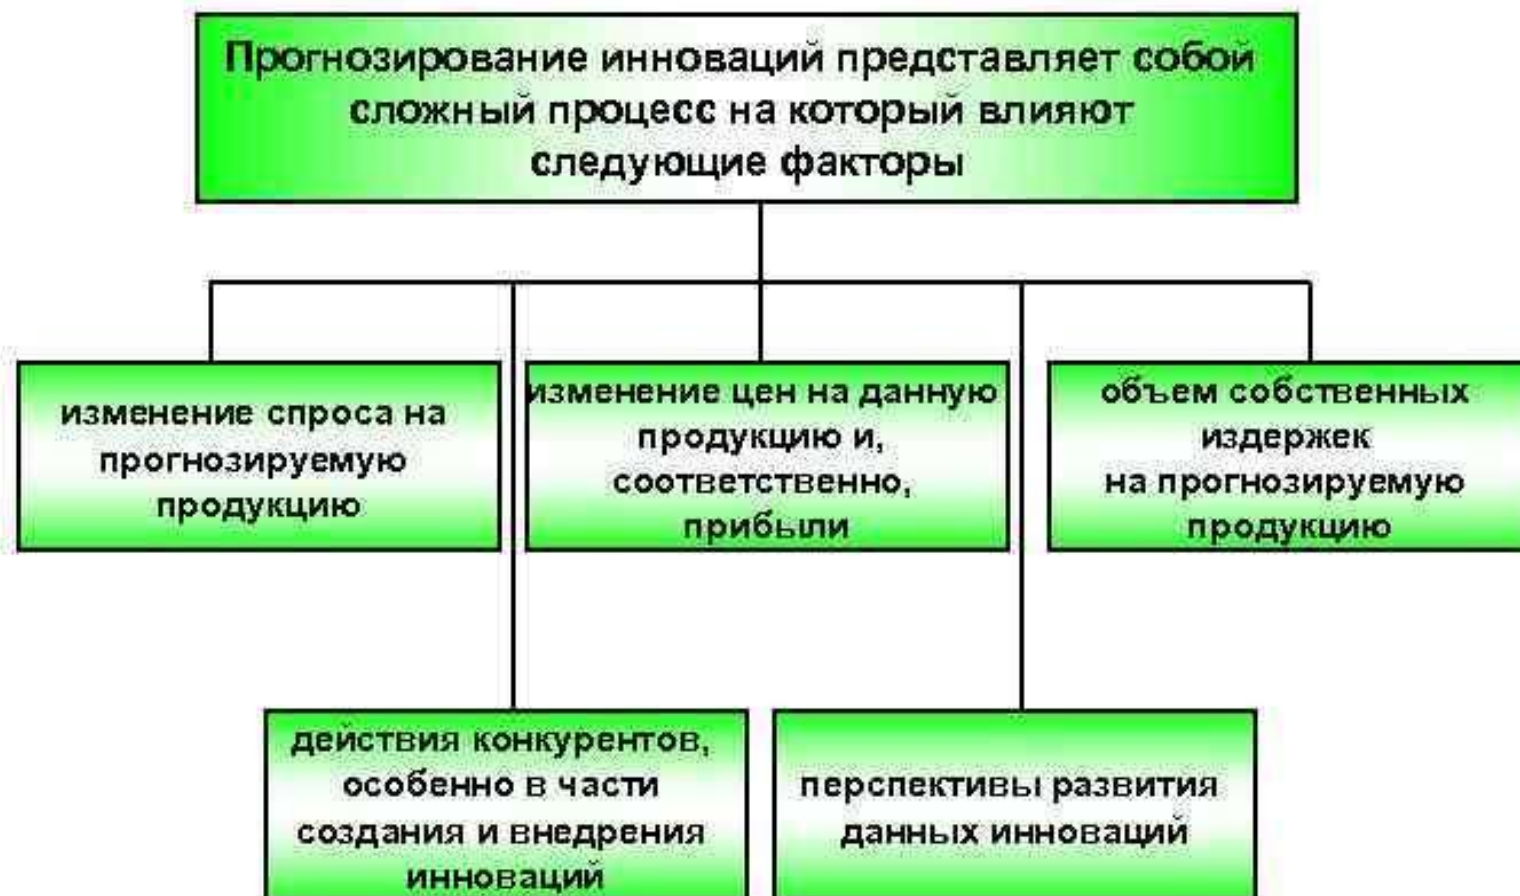 Прогнозирование инноваций представляет собой
сложный процесс на который влияют
следующие факторы
изменение спроса на
прогнозируемую
продукцию
изменение цен на данную
продукцию и,
соответственно,
прибыли
объем собственных
издержек
на прогнозируемую
продукцию
действия конкурентов,
особенно в части
создания и внедрения
инноваций
перспективы развития
данных инноваций